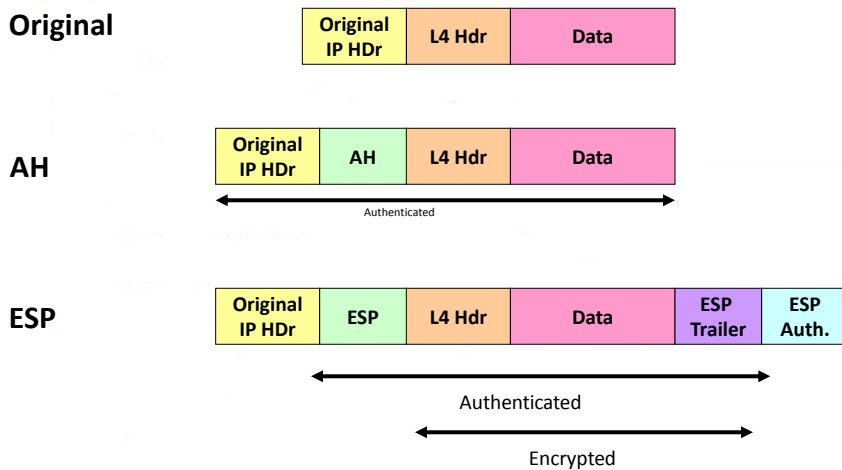 Original
Original
IP HDr
L4 Hdr
Data
AH
Original
IP HDr
AH
L4 Hdr
Data
Authenticated
ESP
Original
IP HDr
ESP
L4 Hdr
Data
ESP
Trailer
ESP
Auth.
Authenticated
Encrypted